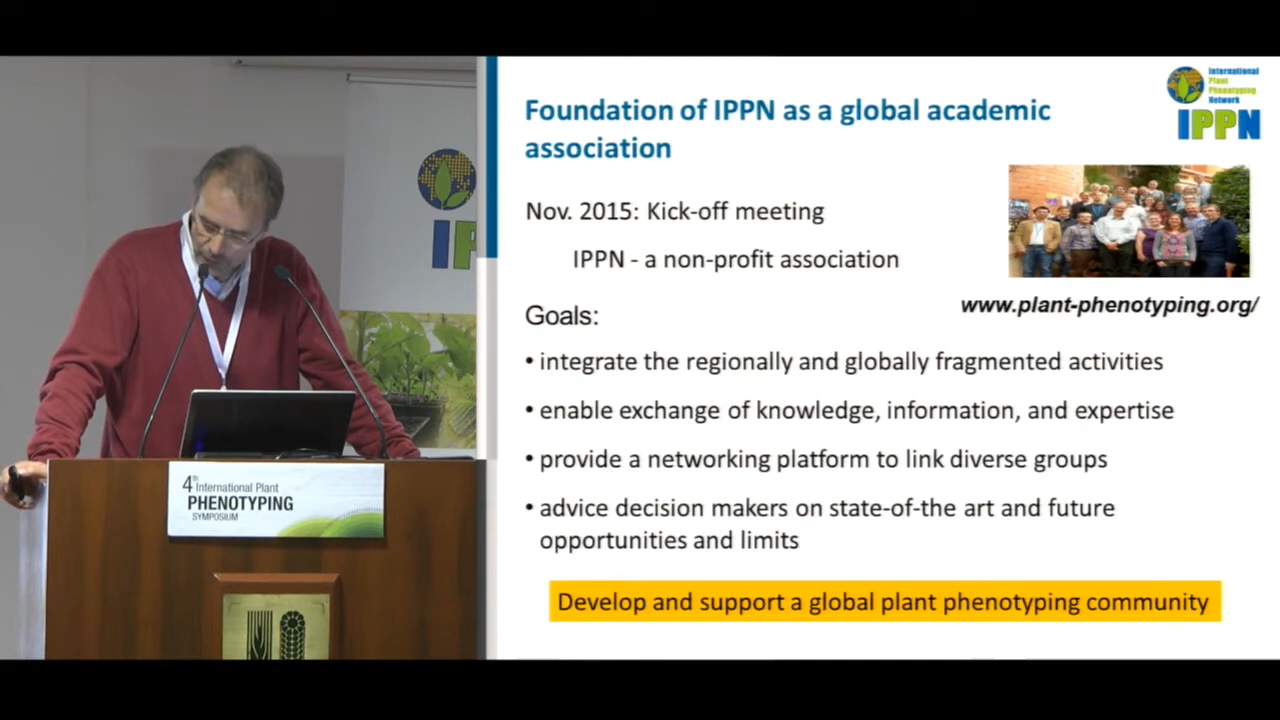 Foundation of IPPN as a global academic
association
International
Plant
Phenotyping
Network
IPPN
Nov. 2015: Kick-off meeting
IPPN - a non-profit association
www.plant-phenotyping.org/
Goals:
• integrate the regionally and globally fragmented activities
• enable exchange of knowledge, information, and expertise
• provide a networking platform to link diverse groups
• advice decision makers on state-of-the art and future
opportunities and limits
Develop and support a global plant phenotyping community
IP
4th International Plant
PHENOTYPING
SYMPOSIUM